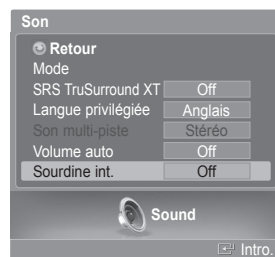 Son
Retour
Mode
SRS TruSurround XT Off
Langue privilégiée Anglais
Son multi-piste Stéréo
Volume auto Off
Sourdine int. Off
Sound
Intro.